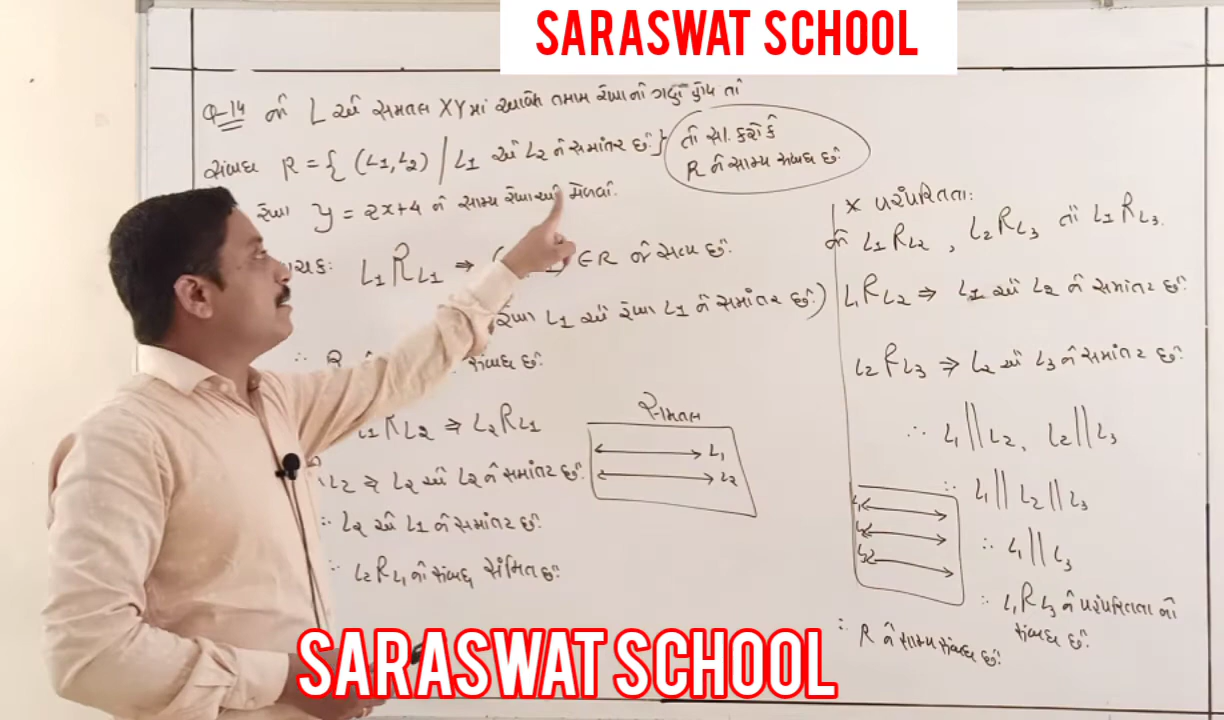 SARASWAT SCHOOL
Q-14 જો L એ સમતલ XY માં આવેલ તમામ રેખાનો ગણ હોય તો
સંબંધ R = { (L1, L2) / L1 એ L2 ને સમાંતર છે. }
તો સા. કરો કે
R ને સામ્ય સંબંધ છે.
રેખા y = 2x+4 ને સામ્ય રેખાઓ મેળવો.
L1 R L1 ⇒ ( ) ∈ R જે સત્ય છે.
રેખા L1 એ રેખા L1 ને સમાંતર છે.)
∴ R સંબંધ છે.
L1 R L2 ⇒ L2 R L1
L2 ⇒ L2 એ L2 ને સમાંતર છે.
∴ L2 એ L1 ને સમાંતર છે.
∴ L2 R L1 નો સંબંધ સંમિત છે.
સમતલ
L1
L2
* પરંપરિતતા:
જો L1 R L2 , L2 R L3 તો L1 R L3.
L1 R L2 ⇒ L1 એ L2 ને સમાંતર છે.
L2 R L3 ⇒ L2 એ L3 ને સમાંતર છે.
∴ L1 || L2, L2 || L3
∴ L1 || L2 || L3
∴ L1 || L3
L1
∴ L1 R L3 ને પરંપરિતતા નો
સંબંધ છે.
∴ R ને સામ્ય સંબંધ છે.
SARASWAT SCHOOL